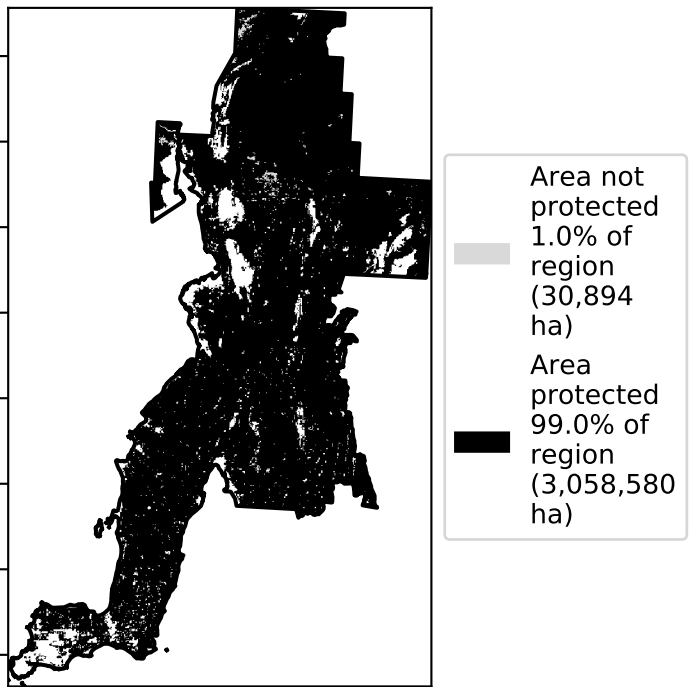 Area not
protected
1.0% of
region
(30,894
ha)
Area
protected
99.0% of
region
(3,058,580
ha)